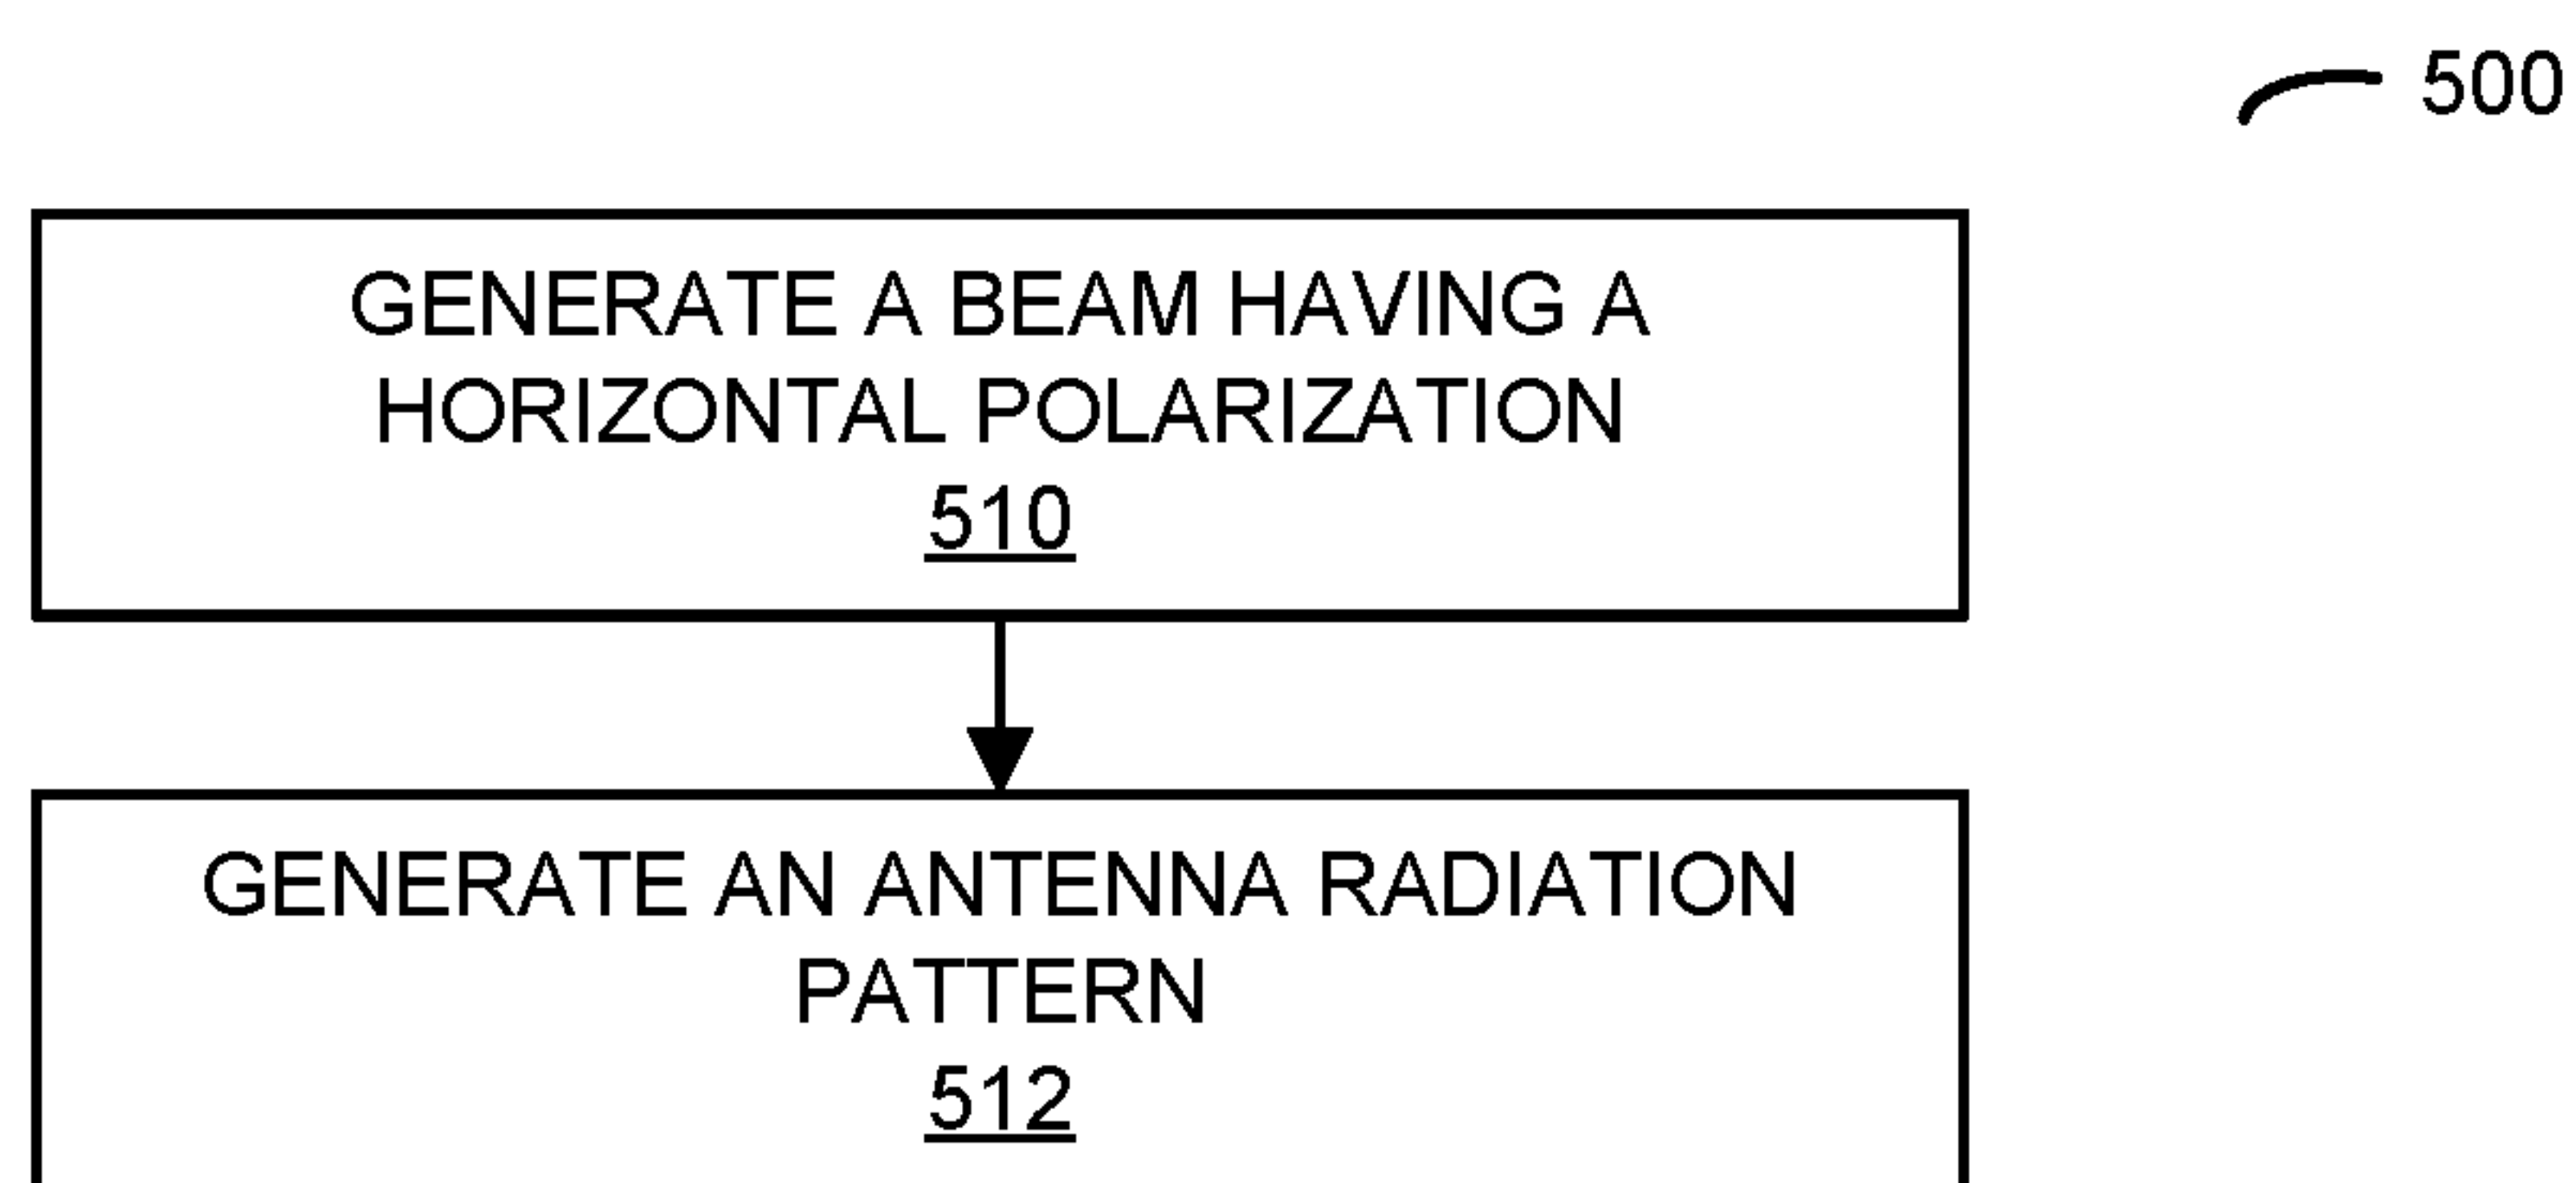 500
GENERATE A BEAM HAVING A
HORIZONTAL POLARIZATION
510
GENERATE AN ANTENNA RADIATION
PATTERN
512